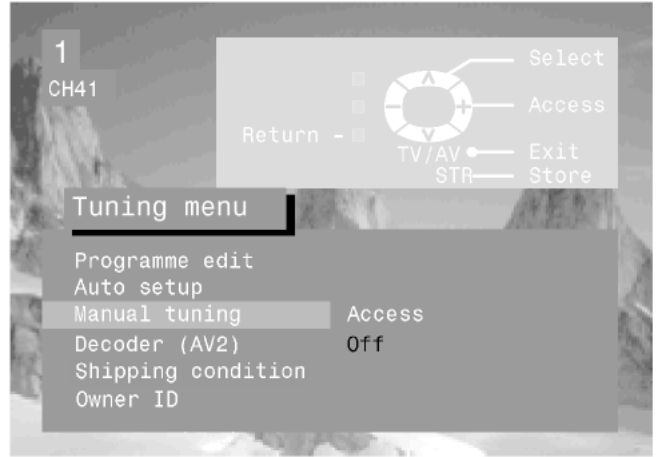 1
CH41
Select
Access
Return
TV/AV Exit
STR Store
Tuning menu
Programme edit
Auto setup
Manual tuning Access
Decoder (AV2) Off
Shipping condition
Owner ID